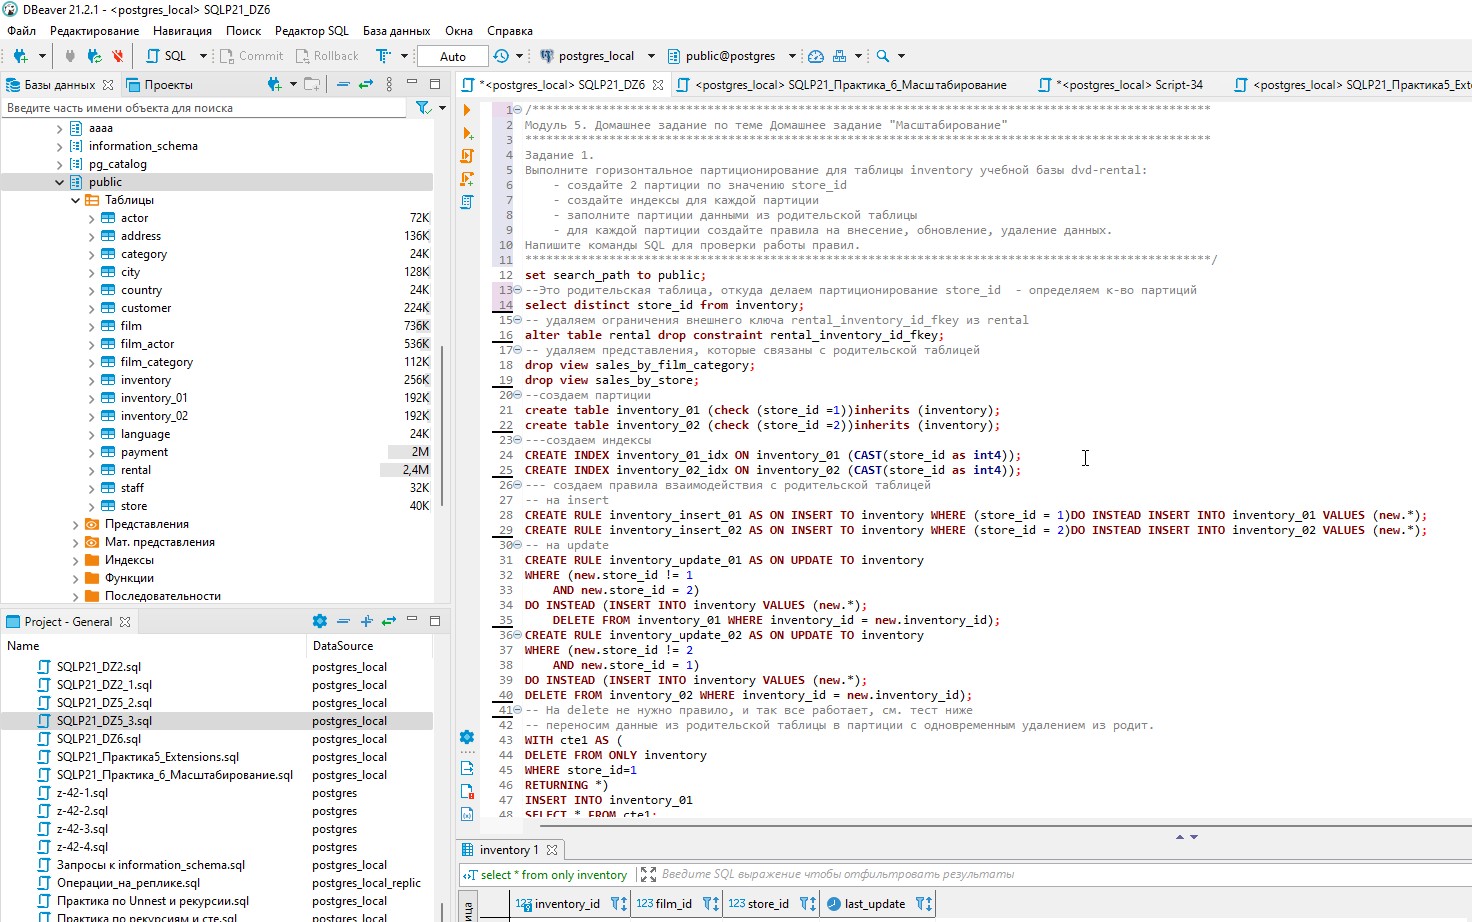 DBeaver 21.2.1 - <postgres_local> SQLP21_DZ6
Файл Редактирование Навигация Поиск Редактор SQL База данных Окна Справка
SQL Commit Rollback Auto postgres_local public@postgres
Базы данных Проекты
Введите часть имени объекта для поиска
aaaa
information_schema
pg_catalog
public
Таблицы
actor 72K
address 136K
category 24K
city 128K
country 24K
customer 224K
film 736K
film_actor 536K
film_category 112K
inventory 256K
inventory_01 192K
inventory_02 192K
language 24K
payment 2M
rental 2,4M
staff 32K
store 40K
Представления
Мат. представления
Индексы
Функции
Последовательности
Project - General
Name DataSource
SQLP21_DZ2.sql postgres_local
SQLP21_DZ2_1.sql postgres_local
SQLP21_DZ5_2.sql postgres_local
SQLP21_DZ5_3.sql postgres_local
SQLP21_DZ6.sql postgres_local
SQLP21_Практика5_Extensions.sql postgres_local
SQLP21_Практика_6_Масштабирование.sql postgres_local
z-42-1.sql postgres
z-42-2.sql postgres
z-42-3.sql postgres
z-42-4.sql postgres
Запросы к information_schema.sql postgres_local
Операции_на_реплике.sql postgres_local_replic
Практика по Unnest и рекурсии.sql postgres_local
Практика по рекурсиям и cte.sql postgres_local
*<postgres_local> SQLP21_DZ6 <postgres_local> SQLP21_Практика_6_Масштабирование *<postgres_local> Script-34 <postgres_local> SQLP21_Практика5_Exte
1 /*******************************************************************************************
2 Модуль 5. Домашнее задание по теме Домашнее задание "Масштабирование"
3 ********************************************************************************************
4 Задание 1.
5 Выполните горизонтальное партиционирование для таблицы inventory учебной базы dvd-rental:
6 - создайте 2 партиции по значению store_id
7 - создайте индексы для каждой партиции
8 - заполните партиции данными из родительской таблицы
9 - для каждой партиции создайте правила на внесение, обновление, удаление данных.
10 Напишите команды SQL для проверки работы правил.
11 ********************************************************************************************/
12 set search_path to public;
13 --Это родительская таблица, откуда делаем партиционирование store_id  - определяем к-во партиций
14 select distinct store_id from inventory;
15 -- удаляем ограничения внешнего ключа rental_inventory_id_fkey из rental
16 alter table rental drop constraint rental_inventory_id_fkey;
17 -- удаляем представления, которые связаны с родительской таблицей
18 drop view sales_by_film_category;
19 drop view sales_by_store;
20 --создаем партиции
21 create table inventory_01 (check (store_id =1))inherits (inventory);
22 create table inventory_02 (check (store_id =2))inherits (inventory);
23 ---создаем индексы
24 CREATE INDEX inventory_01_idx ON inventory_01 (CAST(store_id as int4));
25 CREATE INDEX inventory_02_idx ON inventory_02 (CAST(store_id as int4));
26 --- создаем правила взаимодействия с родительской таблицей
27 -- на insert
28 CREATE RULE inventory_insert_01 AS ON INSERT TO inventory WHERE (store_id = 1)DO INSTEAD INSERT INTO inventory_01 VALUES (new.*);
29 CREATE RULE inventory_insert_02 AS ON INSERT TO inventory WHERE (store_id = 2)DO INSTEAD INSERT INTO inventory_02 VALUES (new.*);
30 -- на update
31 CREATE RULE inventory_update_01 AS ON UPDATE TO inventory
32 WHERE (new.store_id != 1
33 AND new.store_id = 2)
34 DO INSTEAD (INSERT INTO inventory VALUES (new.*);
35 DELETE FROM inventory_01 WHERE inventory_id = new.inventory_id);
36 CREATE RULE inventory_update_02 AS ON UPDATE TO inventory
37 WHERE (new.store_id != 2
38 AND new.store_id = 1)
39 DO INSTEAD (INSERT INTO inventory VALUES (new.*);
40 DELETE FROM inventory_02 WHERE inventory_id = new.inventory_id);
41 -- На delete не нужно правило, и так все работает, см. тест ниже
42 -- переносим данные из родительской таблицы в партиции с одновременным удалением из родит.
43 WITH cte1 AS (
44 DELETE FROM ONLY inventory
45 WHERE store_id=1
46 RETURNING *)
47 INSERT INTO inventory_01
48 SELECT * FROM cte1;
inventory 1
select * from only inventory Введите SQL выражение чтобы отфильтровать результаты
123 inventory_id 123 film_id 123 store_id last_update